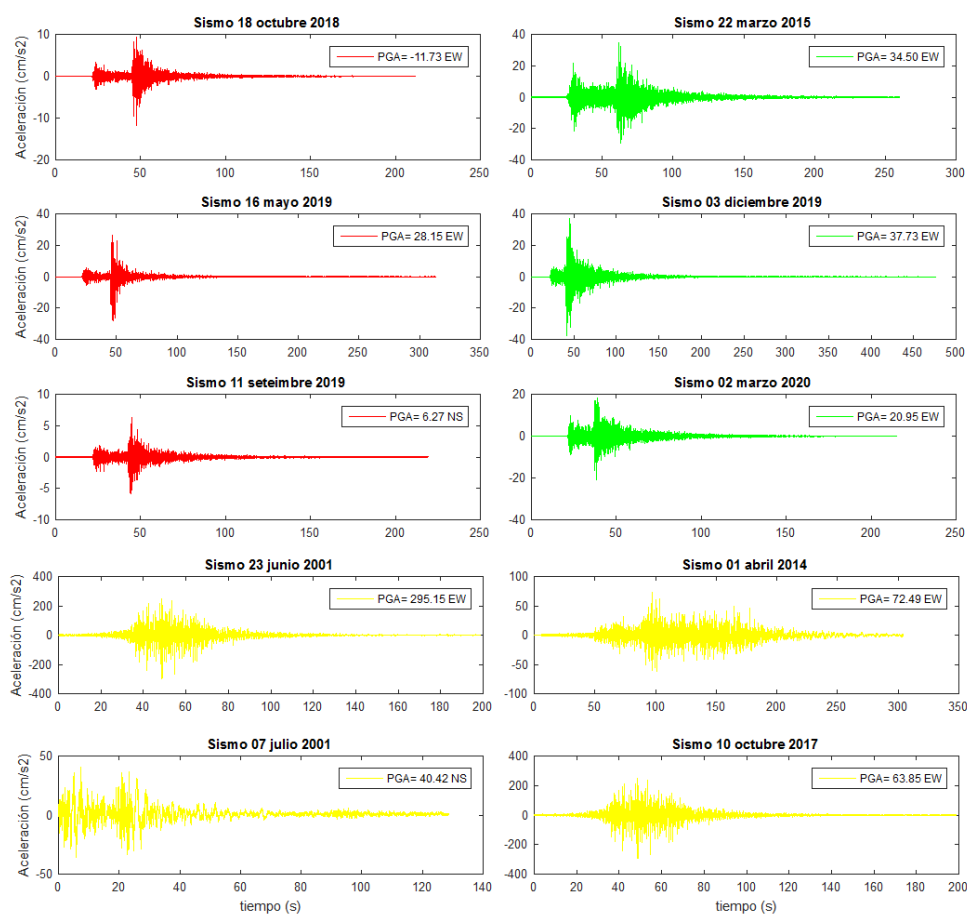 Sismo 18 octubre 2018
Aceleración (cm/s2)
10
0
-10
-20
PGA= -11.73 EW
0 50 100 150 200 250
Sismo 22 marzo 2015
40
20
0
-20
-40
PGA= 34.50 EW
0 50 100 150 200 250 300
Sismo 16 mayo 2019
Aceleración (cm/s2)
40
20
0
-20
-40
PGA= 28.15 EW
0 50 100 150 200 250 300 350
Sismo 03 diciembre 2019
40
20
0
-20
-40
PGA= 37.73 EW
0 50 100 150 200 250 300 350 400 450 500
Sismo 11 seteimbre 2019
Aceleración (cm/s2)
10
5
0
-5
-10
PGA= 6.27 NS
0 50 100 150 200 250
Sismo 02 marzo 2020
20
0
-20
-40
PGA= 20.95 EW
0 50 100 150 200 250
Sismo 23 junio 2001
Aceleración (cm/s2)
400
200
0
-200
-400
PGA= 295.15 EW
0 20 40 60 80 100 120 140 160 180 200
Sismo 01 abril 2014
100
50
0
-50
-100
PGA= 72.49 EW
0 50 100 150 200 250 300 350
Sismo 07 julio 2001
Aceleración (cm/s2)
50
0
-50
PGA= 40.42 NS
0 20 40 60 80 100 120 140
tiempo (s)
Sismo 10 octubre 2017
400
200
0
-200
-400
PGA= 63.85 EW
0 20 40 60 80 100 120 140 160 180 200
tiempo (s)